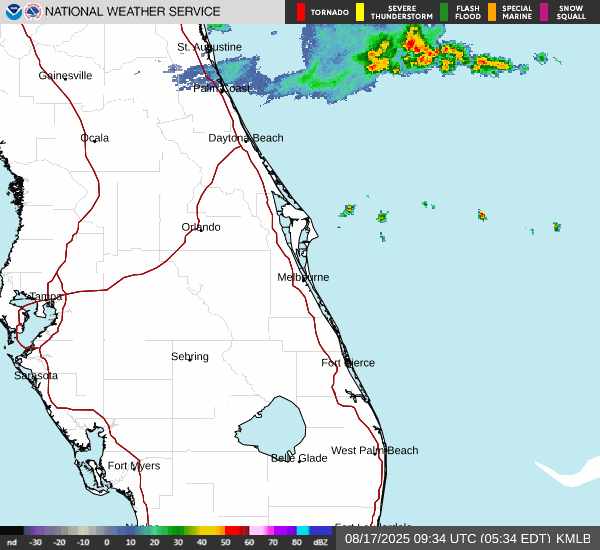 NATIONAL WEATHER SERVICE
TORNADO
SEVERE THUNDERSTORM
FLASH FLOOD
SPECIAL MARINE
SNOW SQUALL
St. Augustine
Gainesville
Palm Coast
Ocala
Daytona Beach
Orlando
Melbourne
Tampa
Sebring
Fort Pierce
Sarasota
West Palm Beach
Belle Glade
Fort Myers
Fort Lauderdale
nd -30 -20 -10 0 10 20 30 40 50 60 70 80 dBZ
08/17/2025 09:34 UTC (05:34 EDT) KMLB